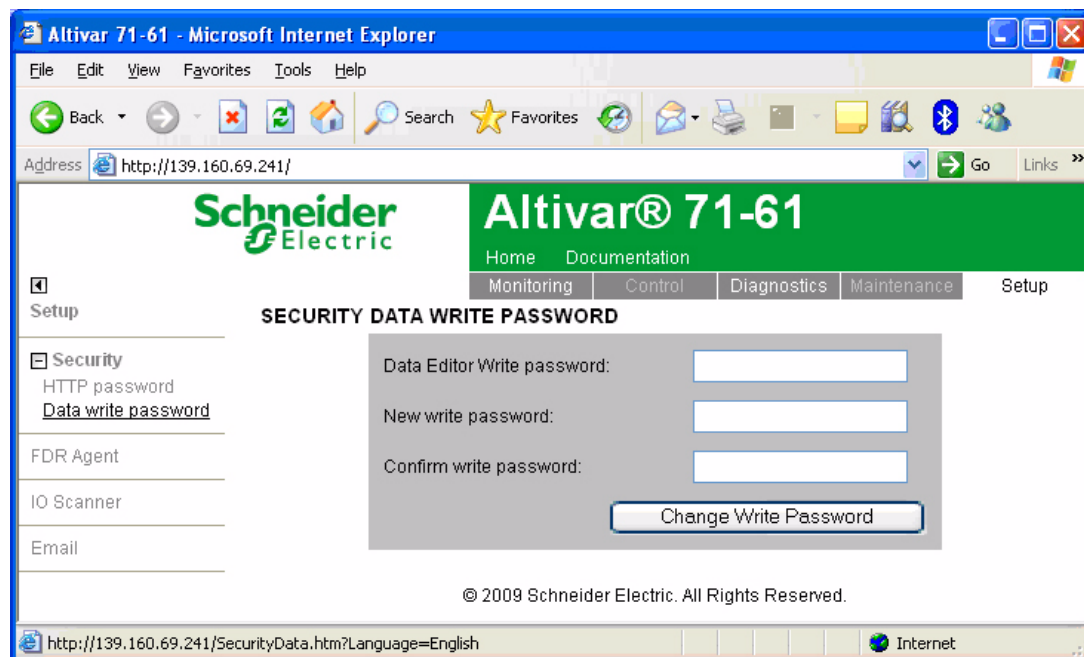 Altivar 71-61 - Microsoft Internet Explorer
File Edit View Favorites Tools Help
Back Search Favorites
Address http://139.160.69.241/ Go Links »
Schneider Electric
Altivar® 71-61
Home Documentation
Monitoring Control Diagnostics Maintenance Setup
Setup
SECURITY DATA WRITE PASSWORD
Security
HTTP password
Data write password
FDR Agent
IO Scanner
Email
Data Editor Write password:
New write password:
Confirm write password:
Change Write Password
© 2009 Schneider Electric. All Rights Reserved.
http://139.160.69.241/SecurityData.htm?Language=English Internet